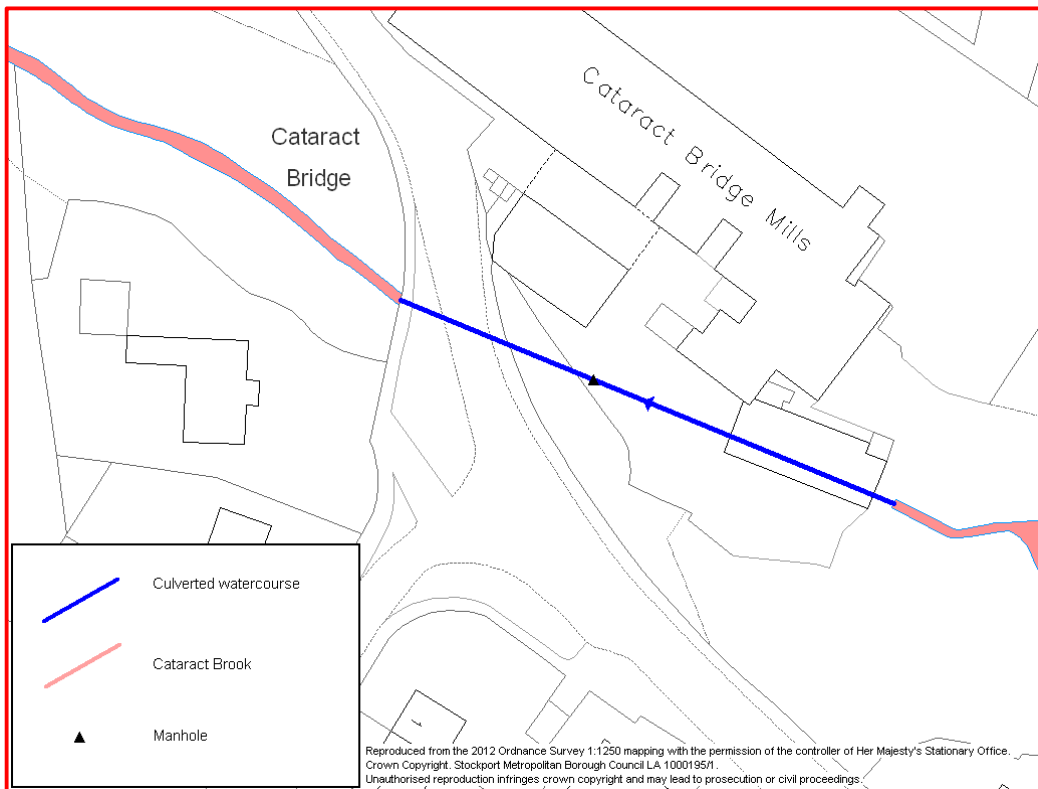 Cataract
Bridge
Cataract Bridge Mills
Culverted watercourse
Cataract Brook
Manhole
Reproduced from the 2012 Ordnance Survey 1:1250 mapping with the permission of the controller of Her Majesty's Stationary Office.
Crown Copyright. Stockport Metropolitan Borough Council LA 1000195/1.
Unauthorised reproduction infringes crown copyright and may lead to prosecution or civil proceedings.